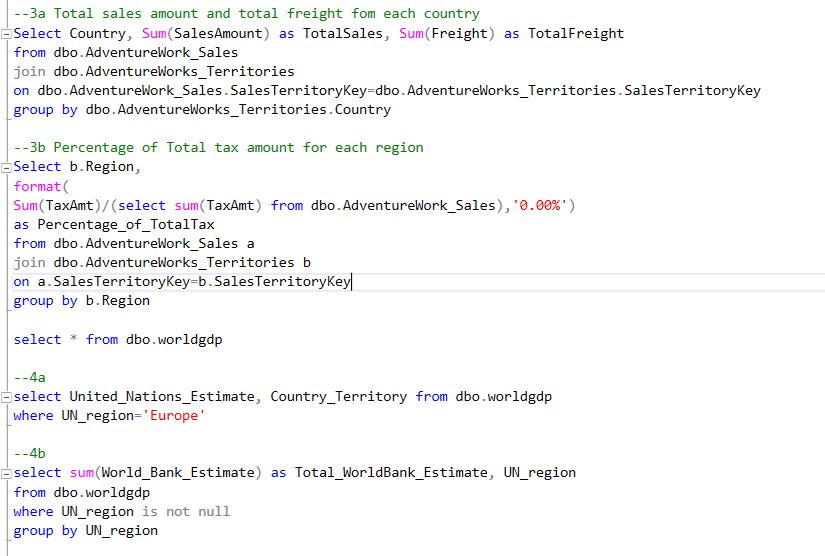 --3a Total sales amount and total freight fom each country
Select Country, Sum(SalesAmount) as TotalSales, Sum(Freight) as TotalFreight
from dbo.AdventureWork_Sales
join dbo.AdventureWorks_Territories
on dbo.AdventureWork_Sales.SalesTerritoryKey=dbo.AdventureWorks_Territories.SalesTerritoryKey
group by dbo.AdventureWorks_Territories.Country

--3b Percentage of Total tax amount for each region
Select b.Region,
format(
Sum(TaxAmt)/(select sum(TaxAmt) from dbo.AdventureWork_Sales),'0.00%')
as Percentage_of_TotalTax
from dbo.AdventureWork_Sales a
join dbo.AdventureWorks_Territories b
on a.SalesTerritoryKey=b.SalesTerritoryKey
group by b.Region

select * from dbo.worldgdp

--4a
select United_Nations_Estimate, Country_Territory from dbo.worldgdp
where UN_region='Europe'

--4b
select sum(World_Bank_Estimate) as Total_WorldBank_Estimate, UN_region
from dbo.worldgdp
where UN_region is not null
group by UN_region